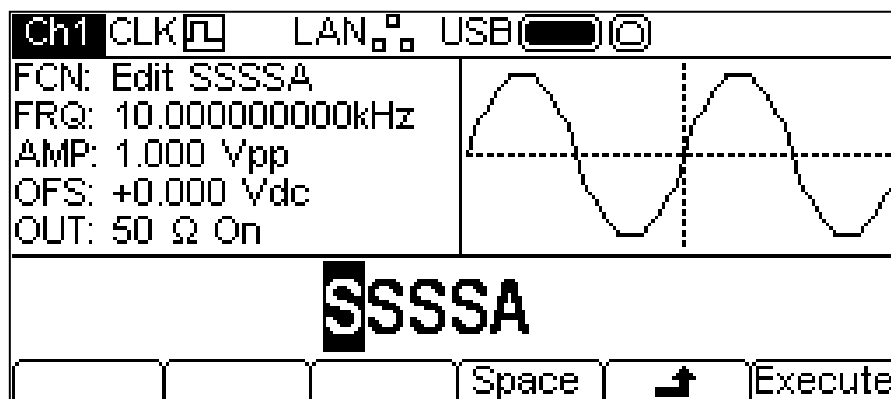 Ch1 CLK LAN USB
FCN: Edit SSSSA
FRQ: 10.000000000kHz
AMP: 1.000 Vpp
OFS: +0.000 Vdc
OUT: 50 Ω On
SSSSA
Space Execute